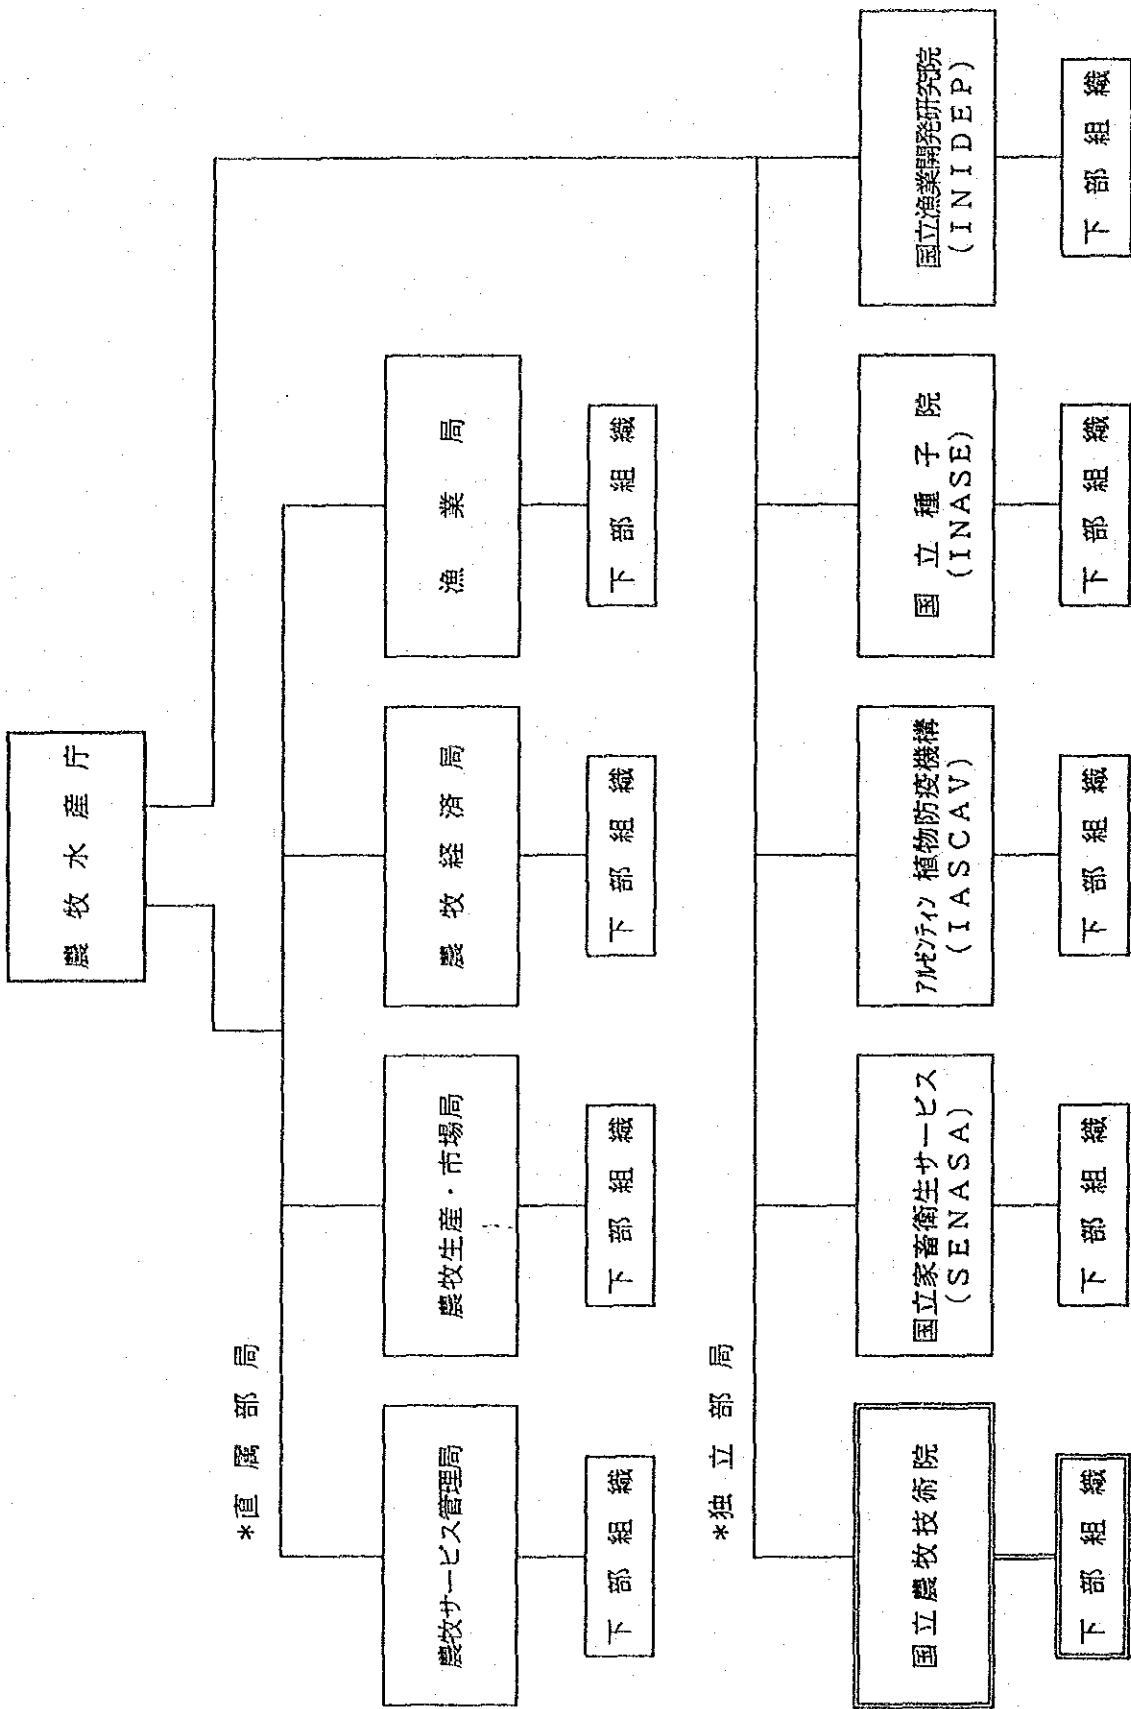 農牧水産庁
*直属部局
農牧サービス管理局
下部組織
農牧生産・市場局
下部組織
農牧経済局
下部組織
漁業局
下部組織
*独立部局
国立農牧技術院
下部組織
国立家畜衛生サービス
(SENASA)
下部組織
アルゼンティン植物防疫機構
(IASCAV)
下部組織
国立種子院
(INASE)
下部組織
国立漁業開発研究院
(INIDEP)
下部組織